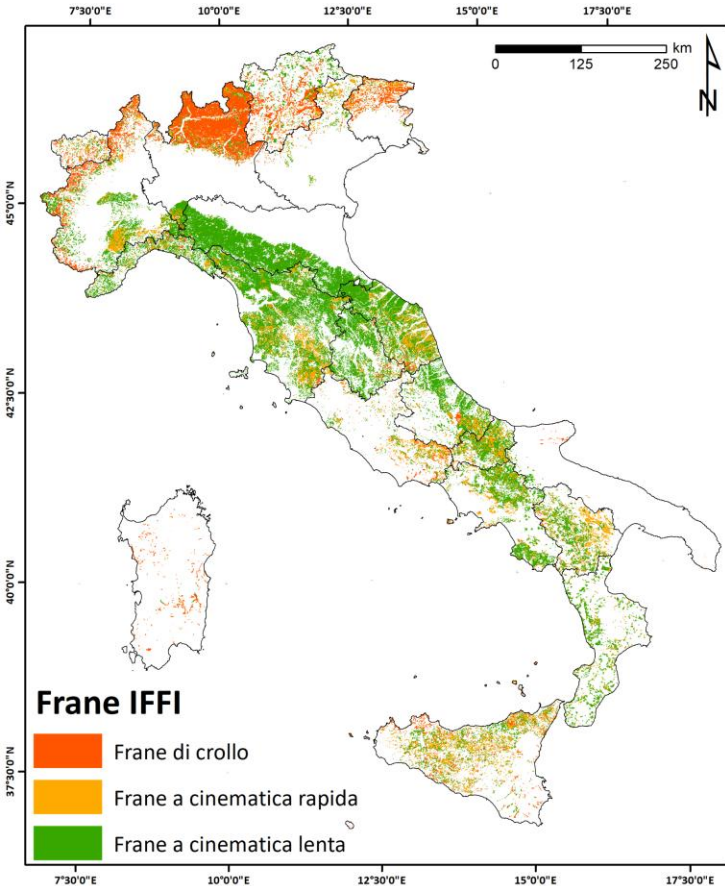 7°30'0"E 10°0'0"E 12°30'0"E 15°0'0"E 17°30'0"E
km
0 125 250
N
45°0'0"N
42°30'0"N
40°0'0"N
37°30'0"N
Frane IFFI
Frane di crollo
Frane a cinematica rapida
Frane a cinematica lenta
7°30'0"E 10°0'0"E 12°30'0"E 15°0'0"E 17°30'0"E